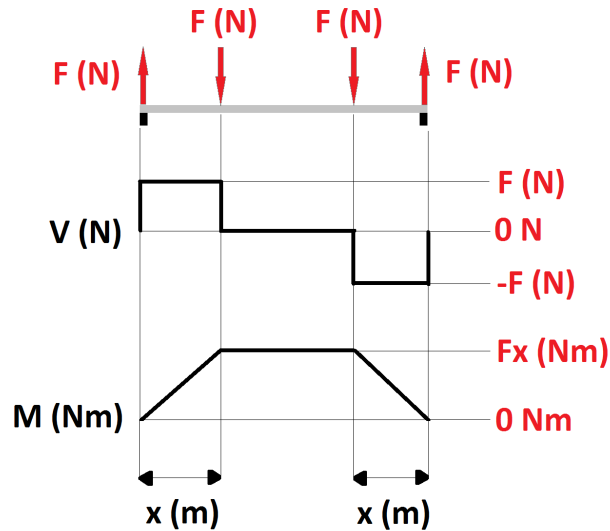 F (N)
F (N)
F (N)
F (N)
F (N)
V (N)
0 N
-F (N)
Fx (Nm)
M (Nm)
0 Nm
x (m)
x (m)